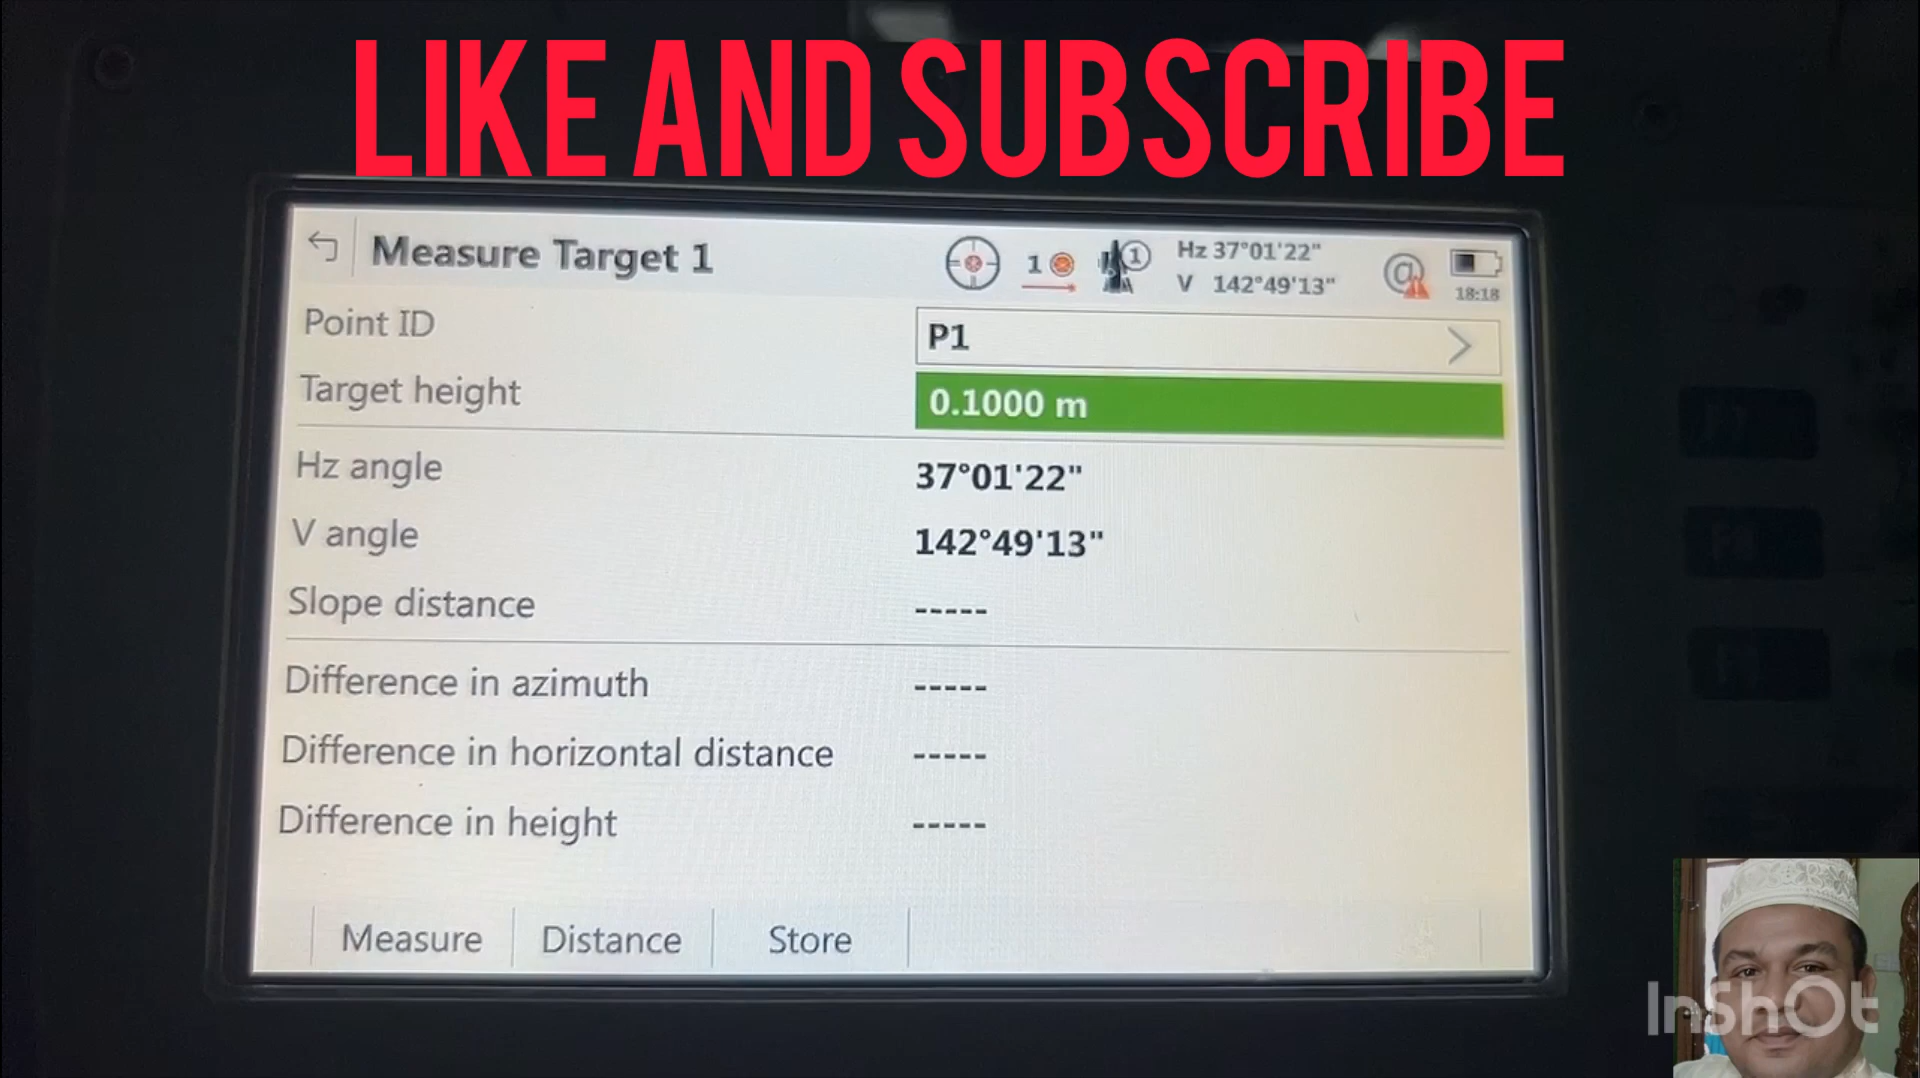 LIKE AND SUBSCRIBE
Measure Target 1
1
1
Hz 37°01'22"
V 142°49'13"
@
18:18
Point ID
P1
Target height
0.1000 m
Hz angle
37°01'22"
V angle
142°49'13"
Slope distance
-----
Difference in azimuth
-----
Difference in horizontal distance
-----
Difference in height
-----
Measure
Distance
Store
InShOt